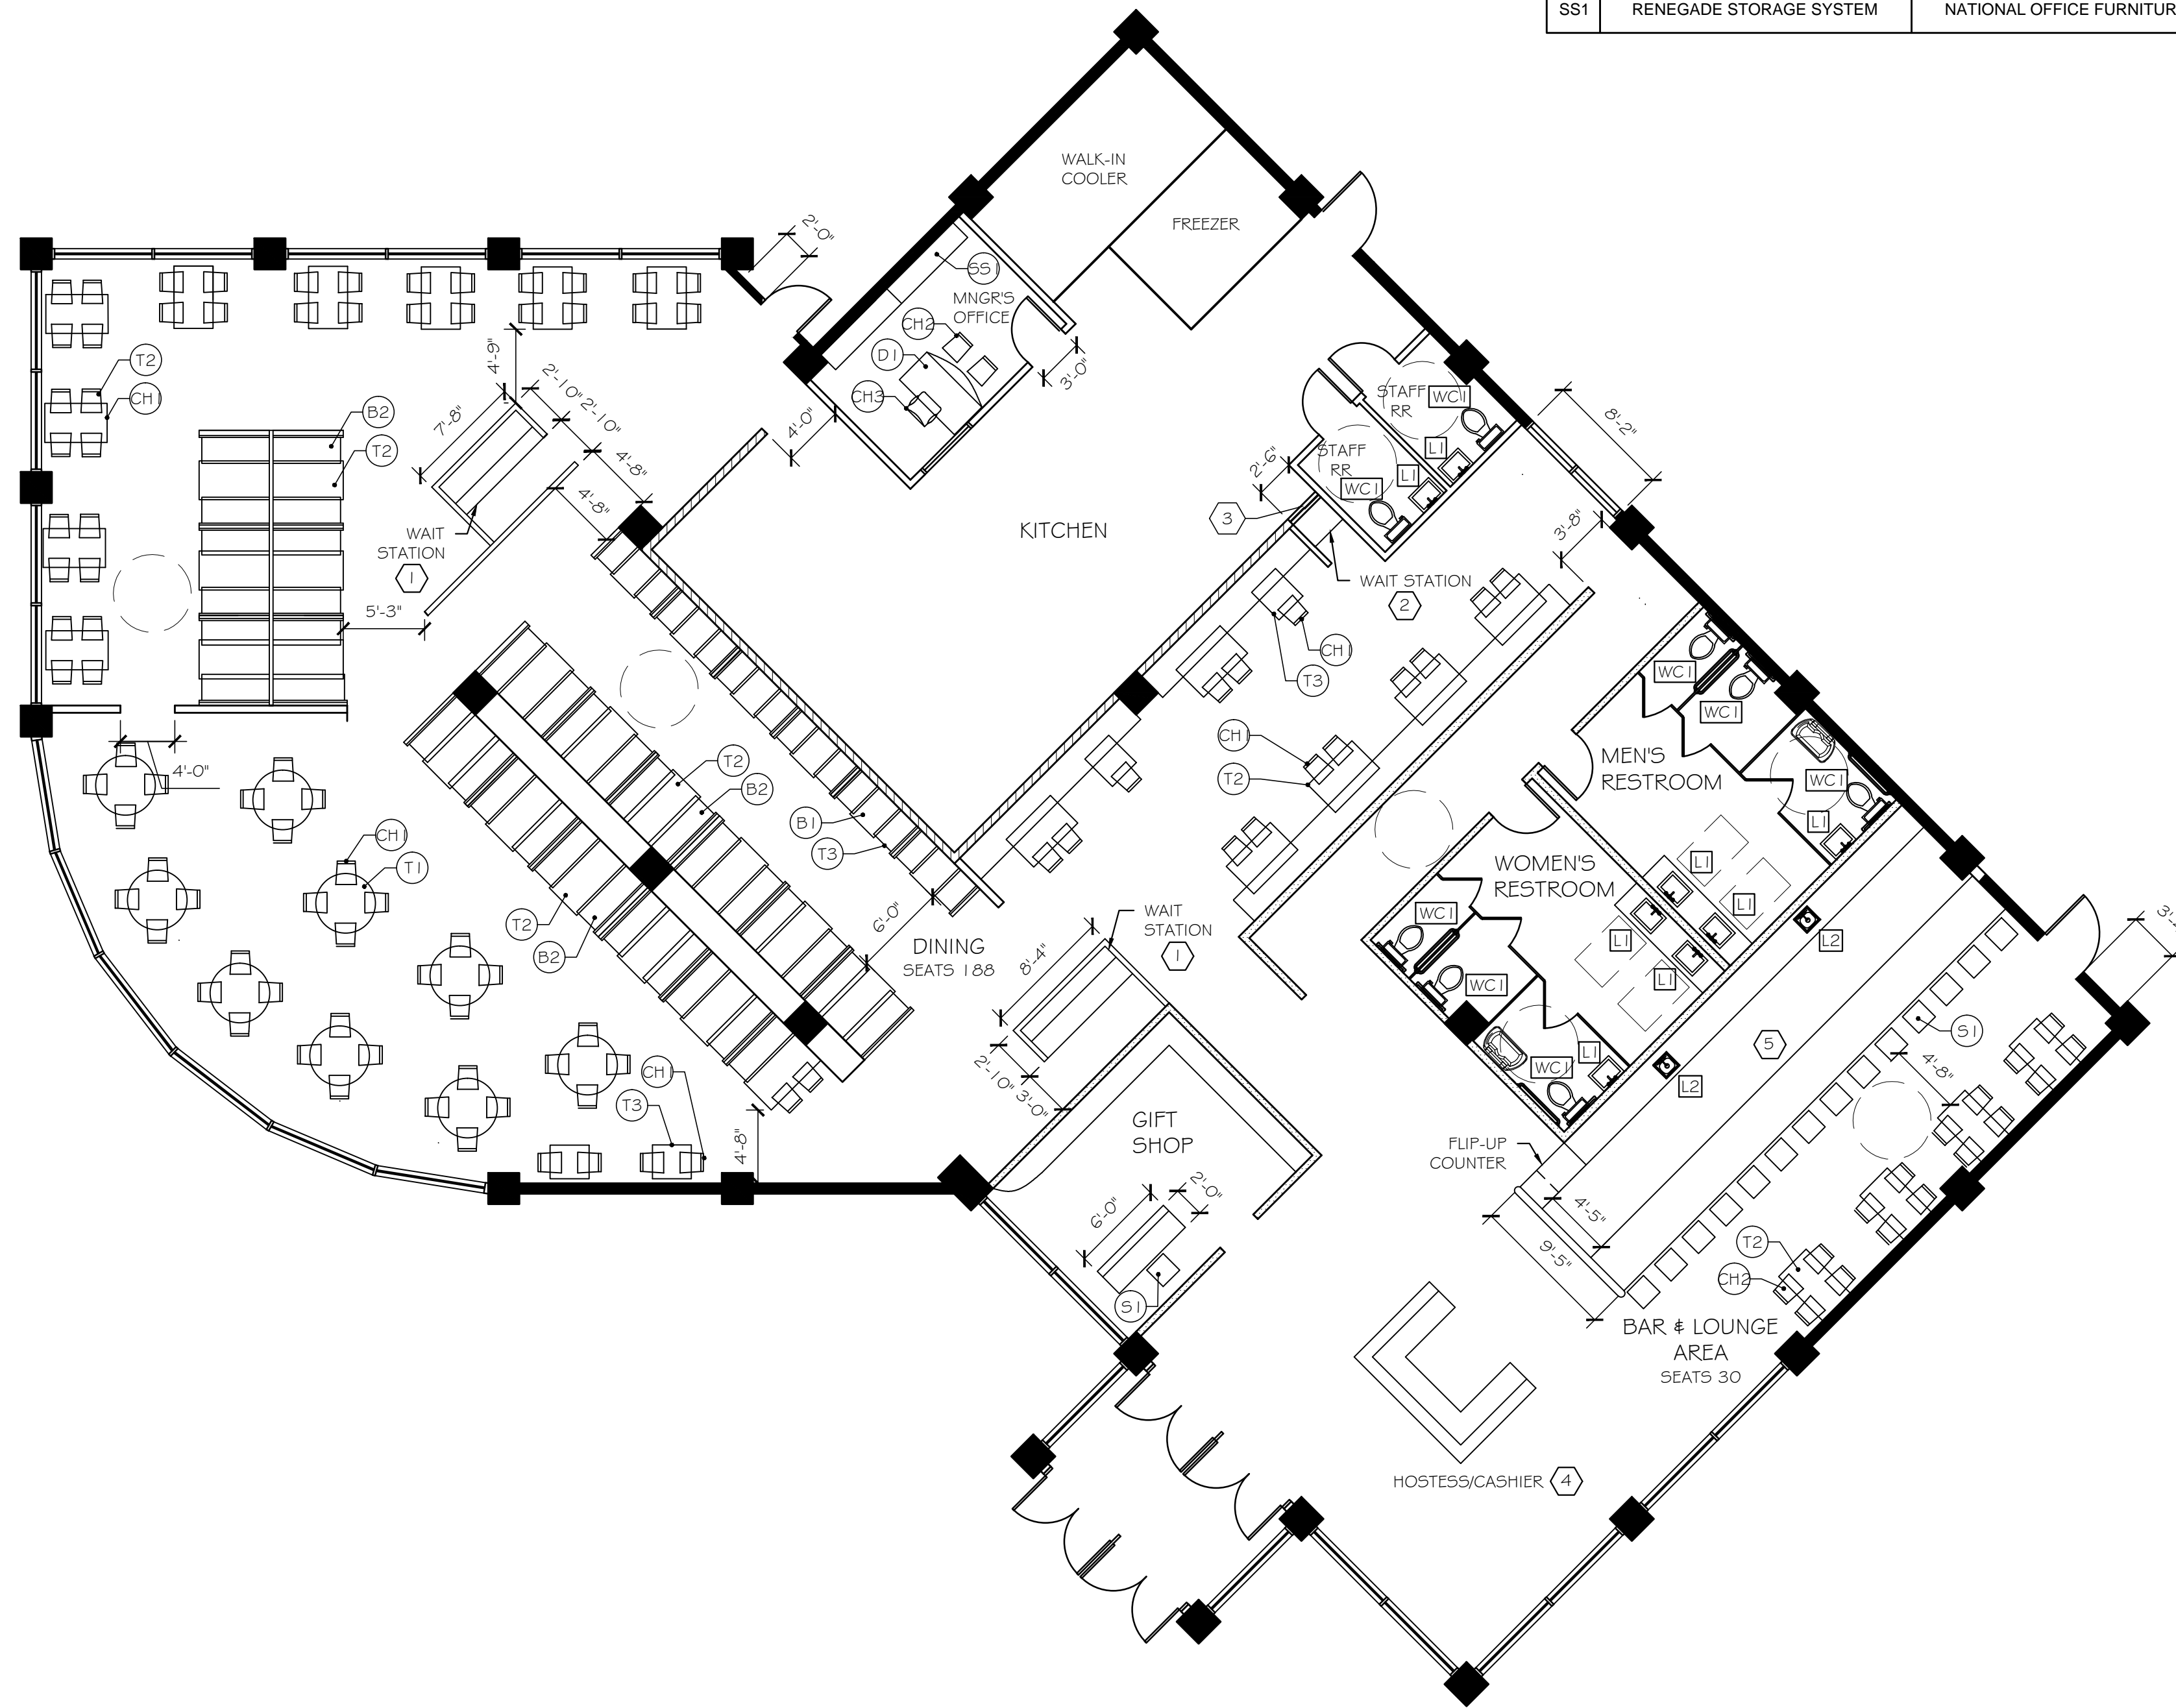 SS1 RENEGADE STORAGE SYSTEM NATIONAL OFFICE FURNITUR
WALK-IN
COOLER
FREEZER
2'-0"
SS1
MNGR'S
OFFICE
CH2
D1
CH3
3'-0"
4'-0"
T2
CH1
B2
T2
4'-9"
2'-10"
2'-10"
7'-8"
4'-8"
4'-8"
WAIT
STATION
1
5'-3"
KITCHEN
STAFF
RR
WC1
L1
STAFF
RR
WC1
L1
2'-6"
3
8'-2"
3'-8"
WAIT STATION
2
CH1
T3
CH1
T2
4'-0"
CH1
T1
T2
B2
B1
T3
T2
B2
6'-0"
DINING
SEATS 188
WAIT
STATION
1
8'-4"
2'-10"
3'-0"
CH1
T3
4'-8"
WC1
WC1
MEN'S
RESTROOM
WC1
L1
L1
L1
WOMEN'S
RESTROOM
WC1
L1
L1
WC1
WC1
L1
L2
L2
5
S1
4'-8"
3'-2
GIFT
SHOP
6'-0"
2'-0"
S1
FLIP-UP
COUNTER
4'-5"
9'-5"
T2
CH2
BAR & LOUNGE
AREA
SEATS 30
HOSTESS/CASHIER 4